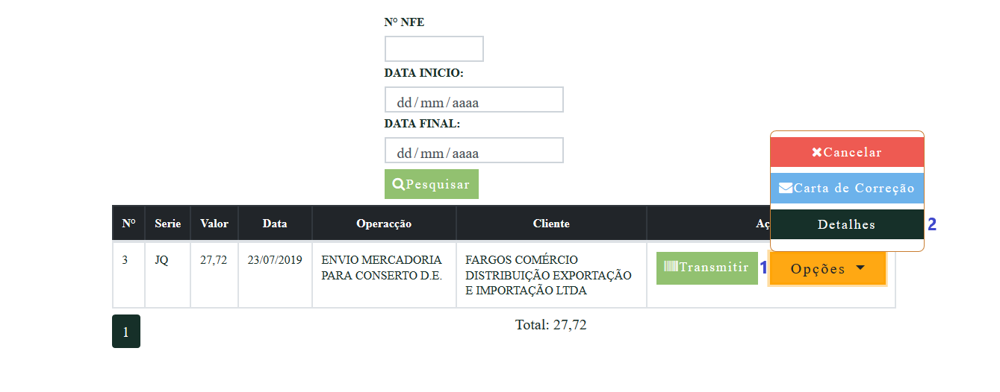 Nº NFE
DATA INICIO:
dd/mm/aaaa
DATA FINAL:
dd/mm/aaaa
Pesquisar
Cancelar
Carta de Correção
Detalhes 2
Nº Serie Valor Data Operacção Cliente Aç
3 JQ 27,72 23/07/2019 ENVIO MERCADORIA FARGOS COMÉRCIO Transmitir 1 Opções
PARA CONSERTO D.E. DISTRIBUIÇÃO EXPORTAÇÃO
E IMPORTAÇÃO LTDA
1 Total: 27,72